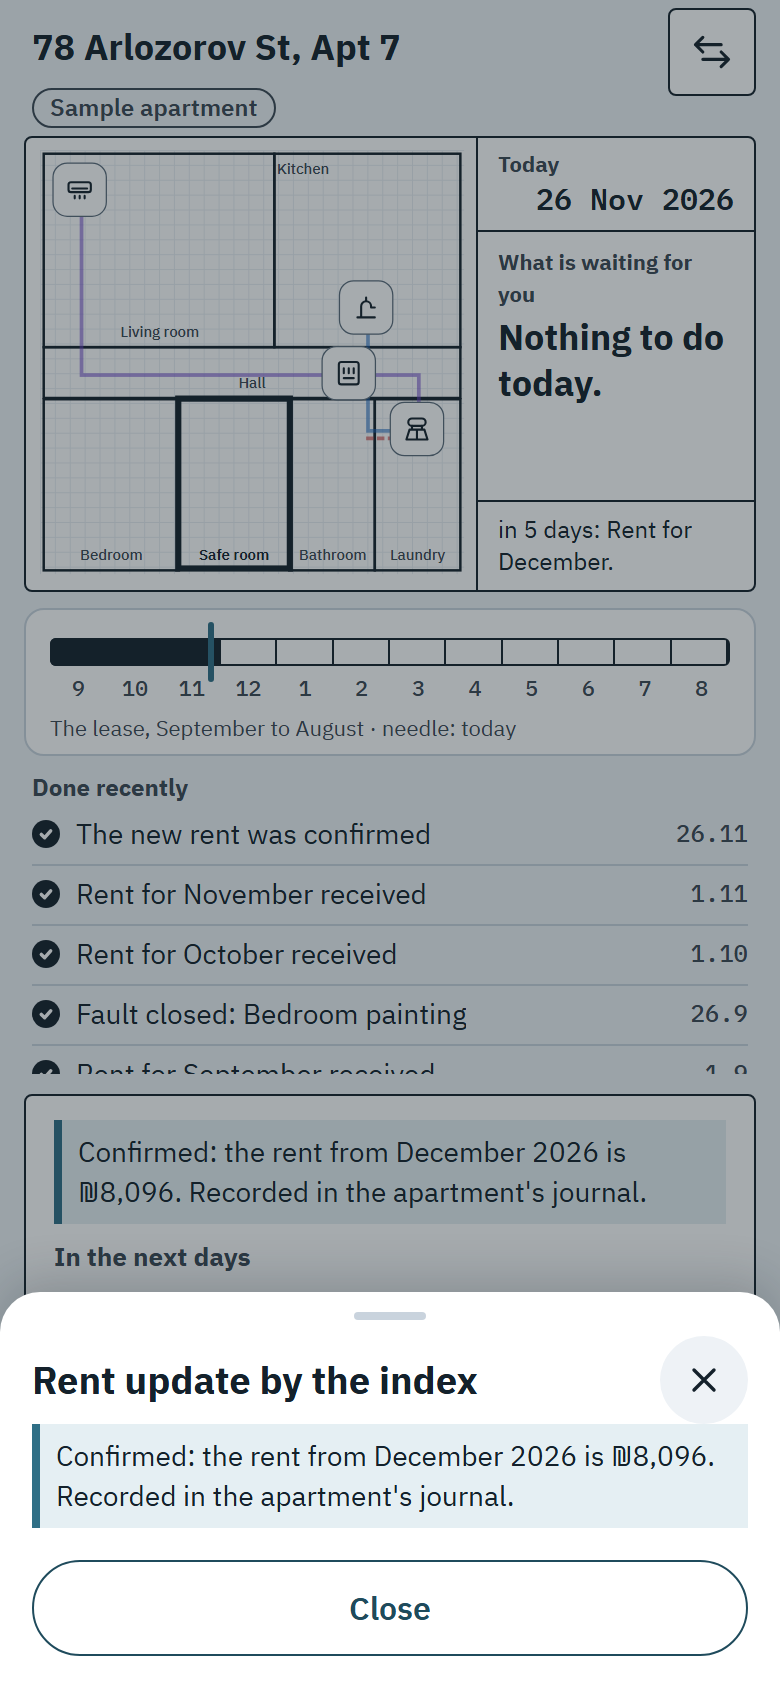 78 Arlozorov St, Apt 7
Sample apartment
Kitchen
Living room
Hall
Bedroom
Safe room
Bathroom
Laundry
Today
26 Nov 2026
What is waiting for
you
Nothing to do
today.
in 5 days: Rent for
December.
9 10 11 12 1 2 3 4 5 6 7 8
The lease, September to August · needle: today
Done recently
The new rent was confirmed 26.11
Rent for November received 1.11
Rent for October received 1.10
Fault closed: Bedroom painting 26.9
Rent for September received 1.9
Confirmed: the rent from December 2026 is
₪8,096. Recorded in the apartment's journal.
In the next days
Rent update by the index
Confirmed: the rent from December 2026 is ₪8,096.
Recorded in the apartment's journal.
Close